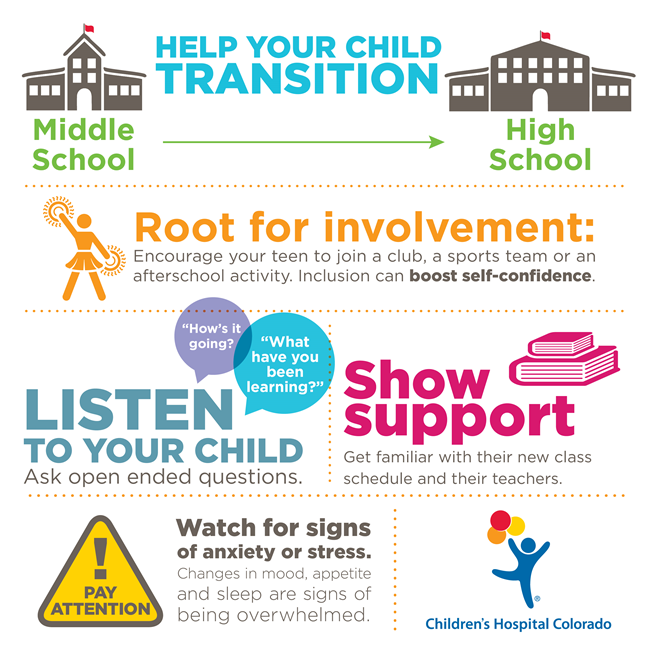 HELP YOUR CHILD
TRANSITION
Middle
School
High
School
Root for involvement:
Encourage your teen to join a club, a sports team or an
afterschool activity. Inclusion can boost self-confidence.
“How’s it
going?
“What
have you
been
learning?”
LISTEN
TO YOUR CHILD
Ask open ended questions.
Show
support
Get familiar with their new class
schedule and their teachers.
!
PAY
ATTENTION
Watch for signs
of anxiety or stress.
Changes in mood, appetite
and sleep are signs of
being overwhelmed.
®
Children’s Hospital Colorado